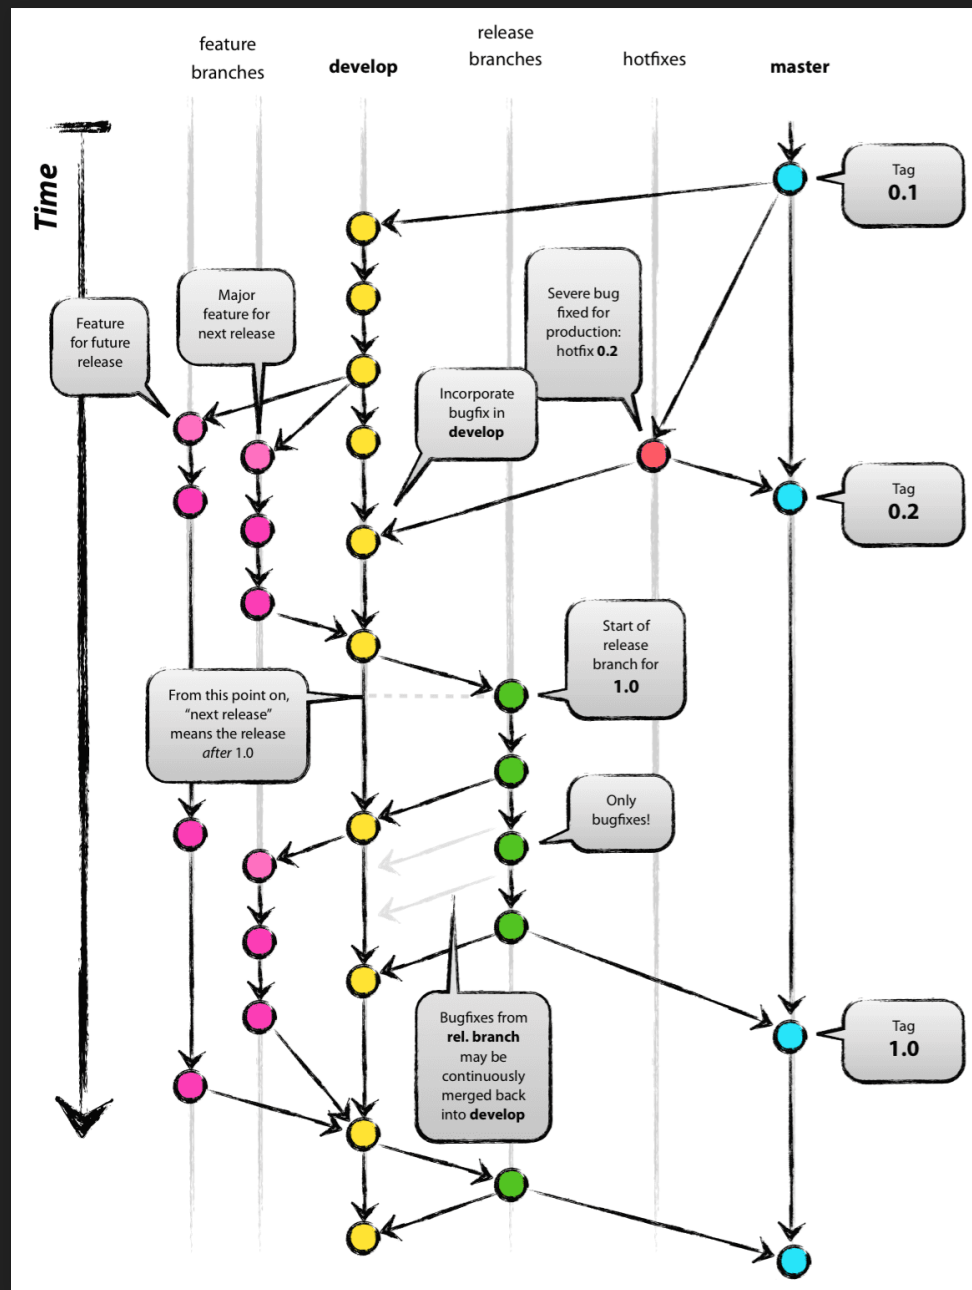 feature
branches
develop
release
branches
hotfixes
master
Time
Tag
0.1
Major
feature for
next release
Severe bug
fixed for
production:
hotfix 0.2
Feature
for future
release
Incorporate
bugfix in
develop
Tag
0.2
Start of
release
branch for
1.0
From this point on,
“next release”
means the release
after 1.0
Only
bugfixes!
Bugfixes from
rel. branch
may be
continuously
merged back
into develop
Tag
1.0